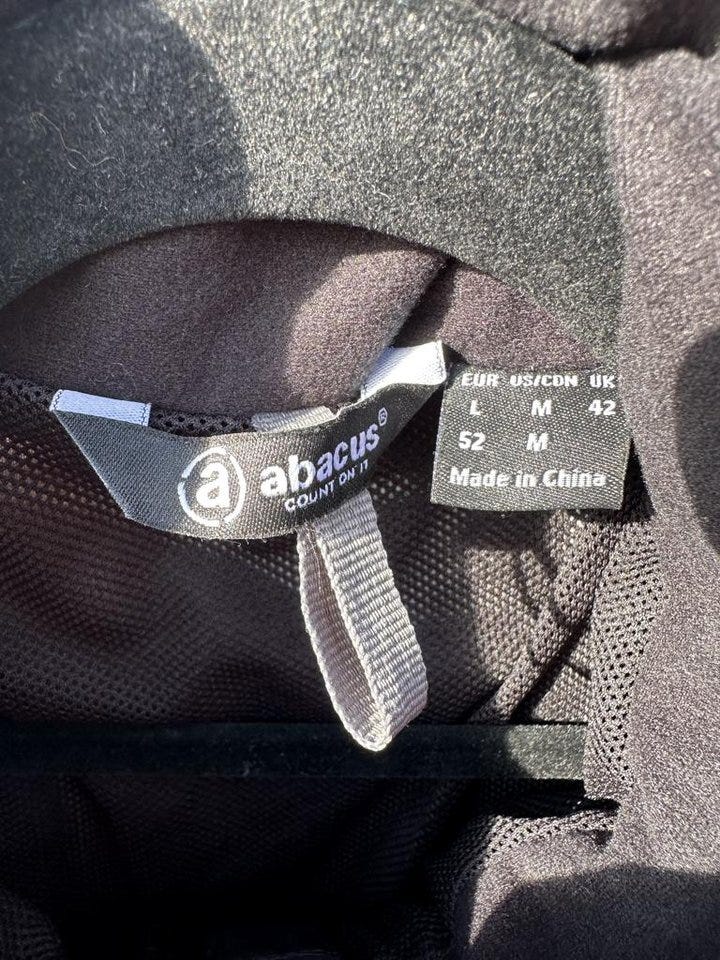 a abacus®
COUNT ON IT
EUR US/CDN UK
L M 42
52 M
Made in China